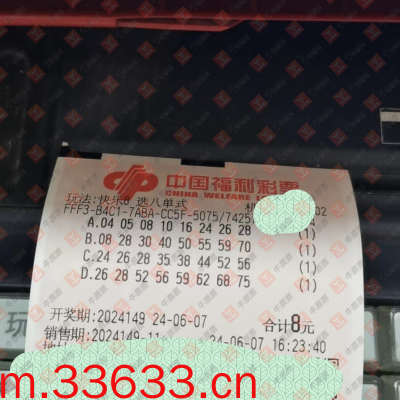 中国福利彩票
CHINA WELFARE
玩法:快乐8 选八单式
FFF3-B4C1-7ABA-CC5F-5075/7425
A.04 05 08 10 16 24 26 28 (1)
B.08 28 30 40 50 55 59 70 (1)
C.24 26 28 35 38 44 52 56 (1)
D.26 28 52 56 59 62 68 75 (1)
开奖期:2024149 24-06-07 合计8元
销售期:2024149-11 24-06-07 16:23:40
m.33633.cn